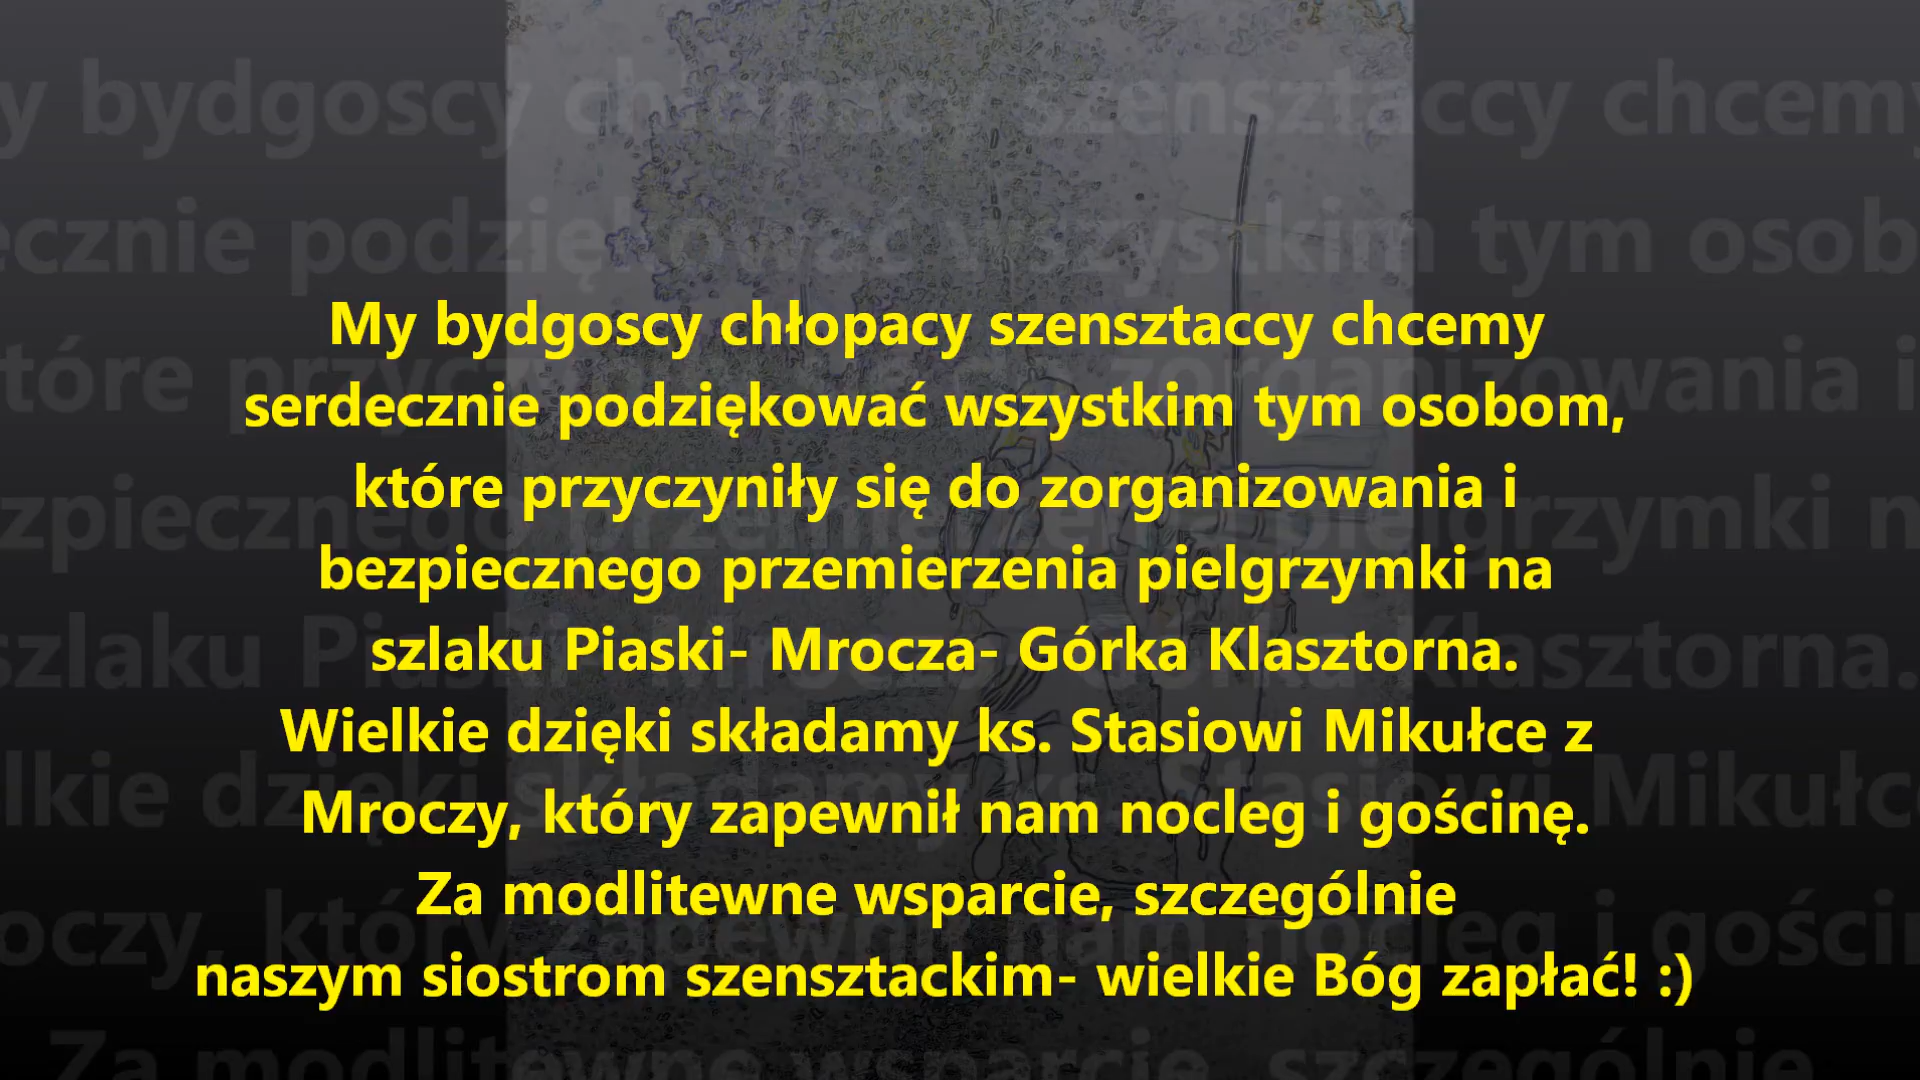 My bydgoscy chłopacy szensztaccy chcemy
serdecznie podziękować wszystkim tym osobom,
które przyczyniły się do zorganizowania i
bezpiecznego przemierzenia pielgrzymki na
szlaku Piaski- Mrocza- Górka Klasztorna.
Wielkie dzięki składamy ks. Stasiowi Mikułce z
Mroczy, który zapewnił nam nocleg i gościnę.
Za modlitewne wsparcie, szczególnie
naszym siostrom szensztackim- wielkie Bóg zapłać! :)